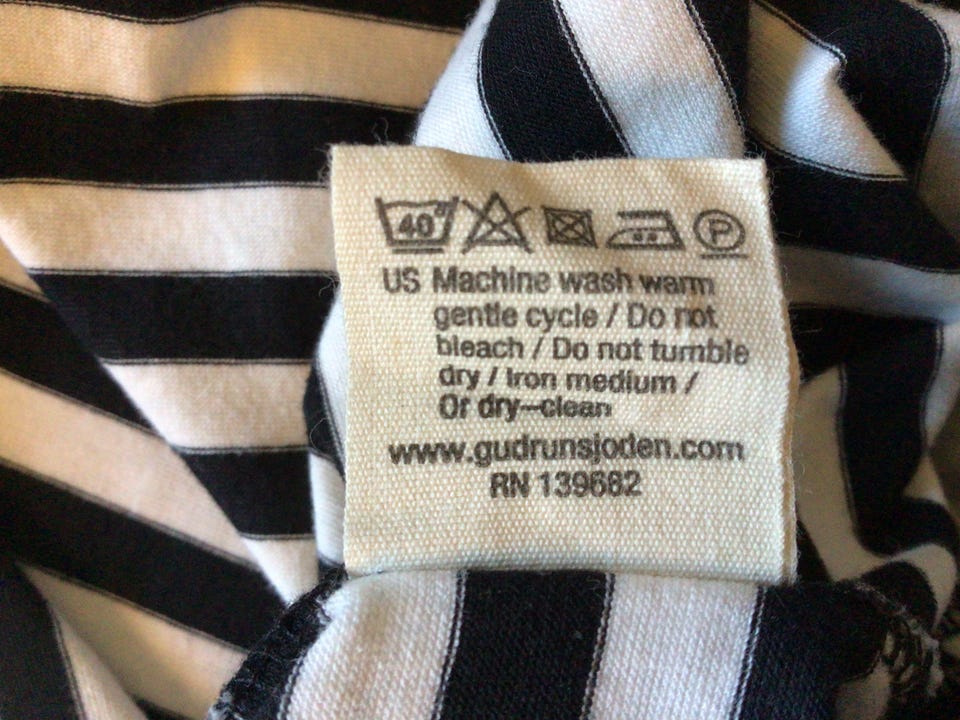 40° P
US Machine wash warm
gentle cycle / Do not
bleach / Do not tumble
dry / Iron medium /
Or dry-clean
www.gudrunsjoden.com
RN 139682